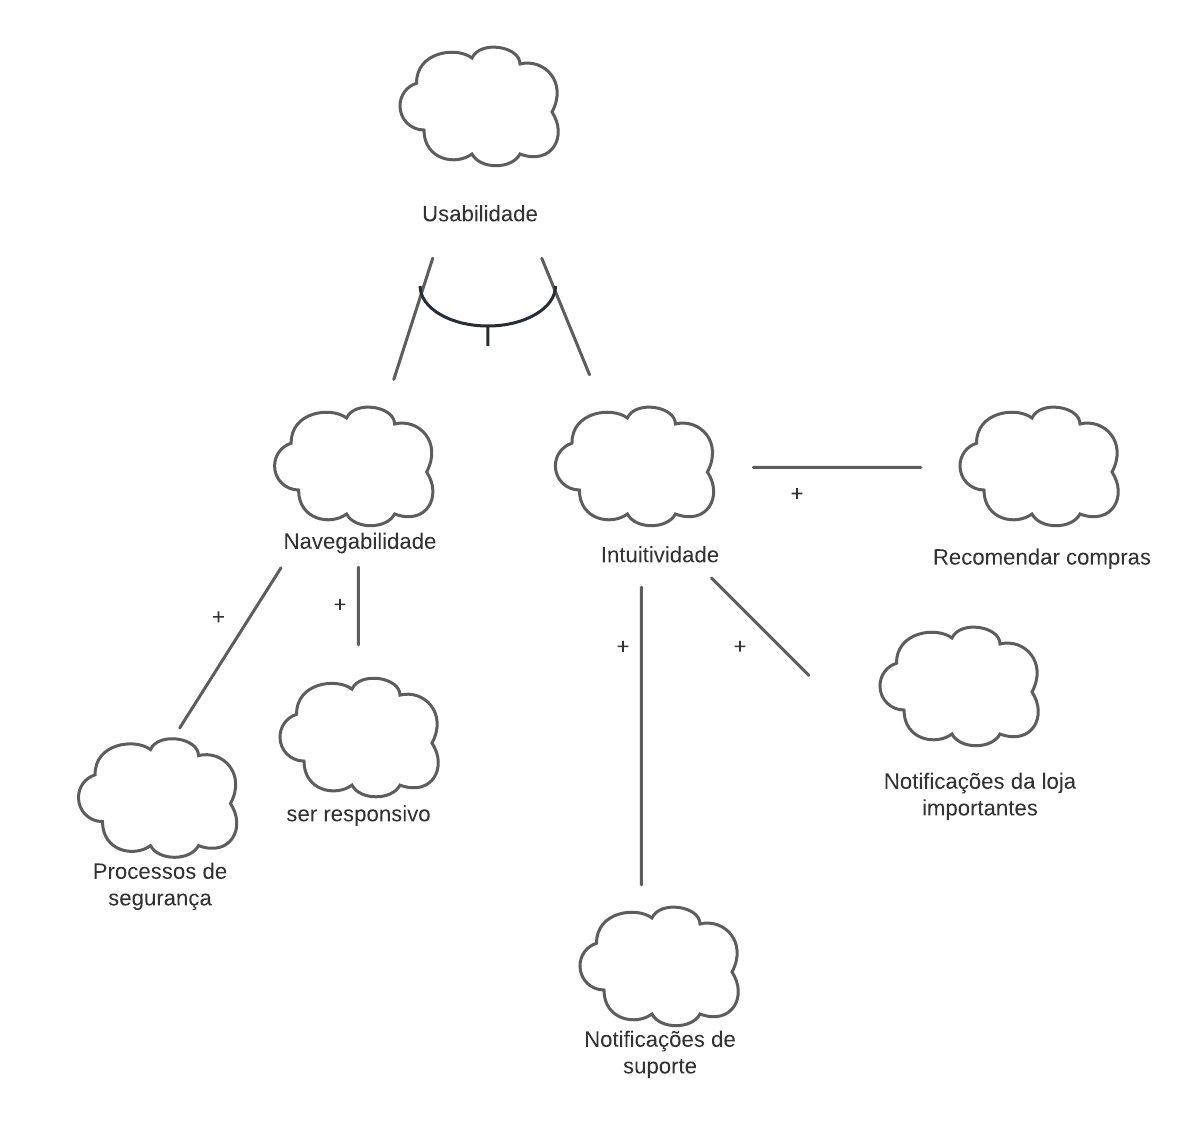 Usabilidade
Navegabilidade
Intuitividade
+
Recomendar compras
+
+
+
+
ser responsivo
Notificações da loja
importantes
Processos de
segurança
Notificações de
suporte